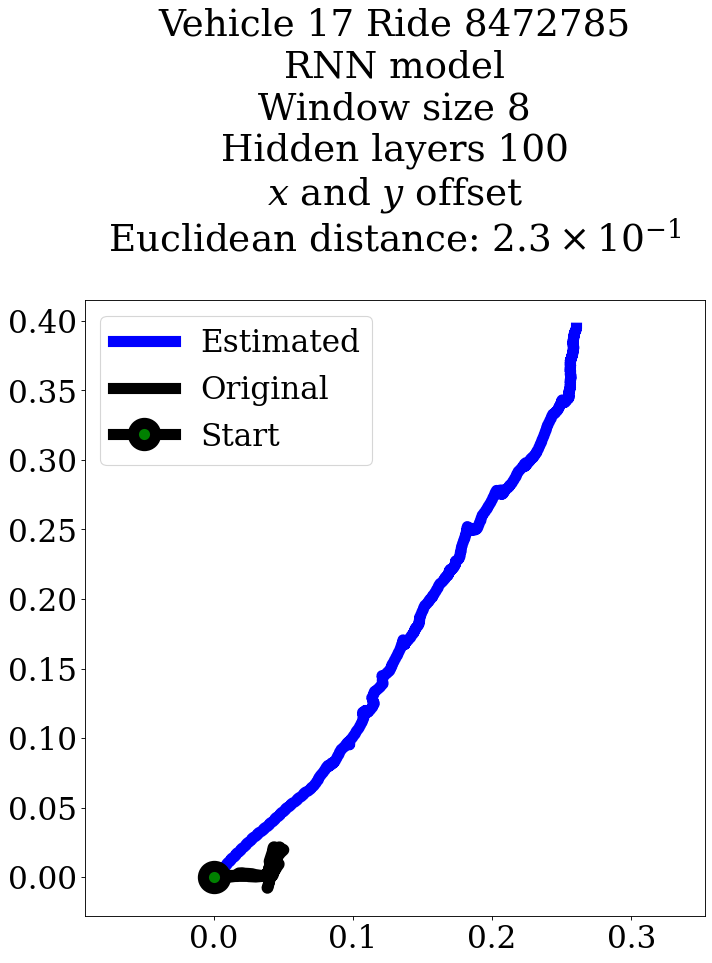 Vehicle 17 Ride 8472785
RNN model
Window size 8
Hidden layers 100
x and y offset
Euclidean distance: 2.3 × 10⁻¹
Estimated
Original
Start
0.40
0.35
0.30
0.25
0.20
0.15
0.10
0.05
0.00
0.0 0.1 0.2 0.3